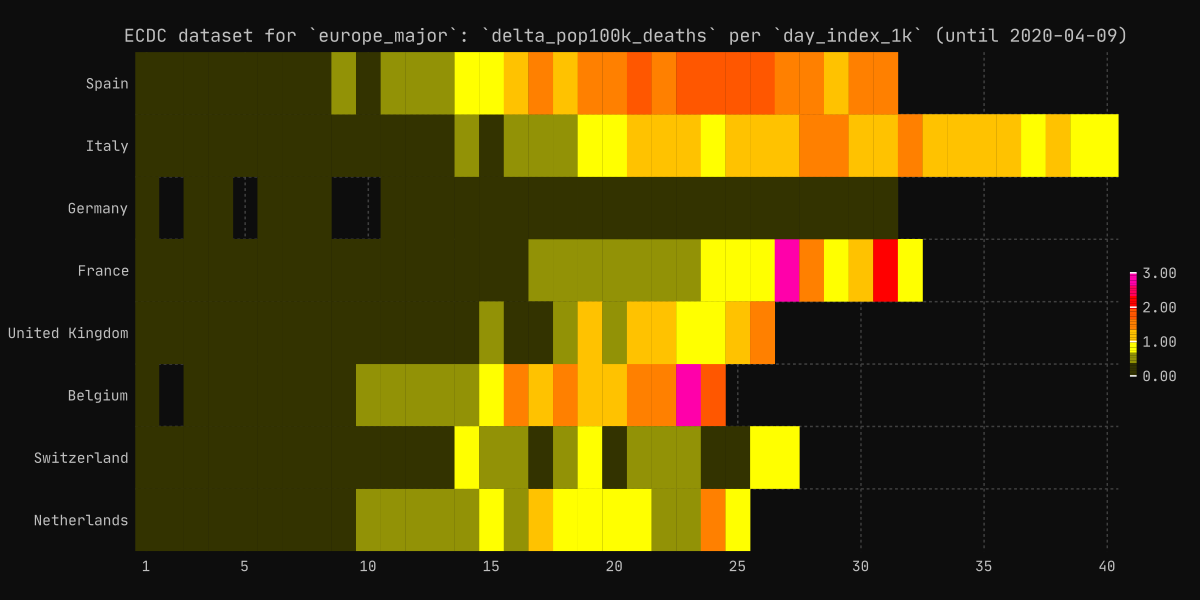 ECDC dataset for `europe_major`: `delta_pop100k_deaths` per `day_index_1k` (until 2020-04-09)
Spain
Italy
Germany
France
United Kingdom
Belgium
Switzerland
Netherlands
3.00
2.00
1.00
0.00
1 5 10 15 20 25 30 35 40